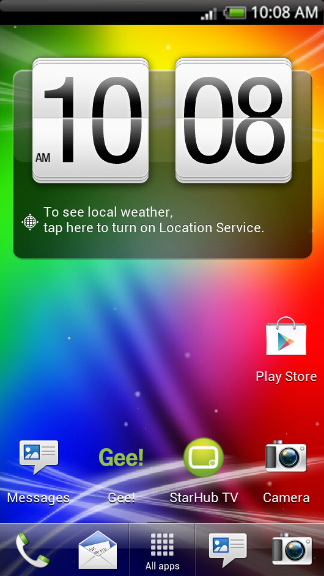 10:08 AM
AM 10 08
To see local weather,
tap here to turn on Location Service.
Play Store
Gee!
Messages Gee! StarHub TV Camera
All apps